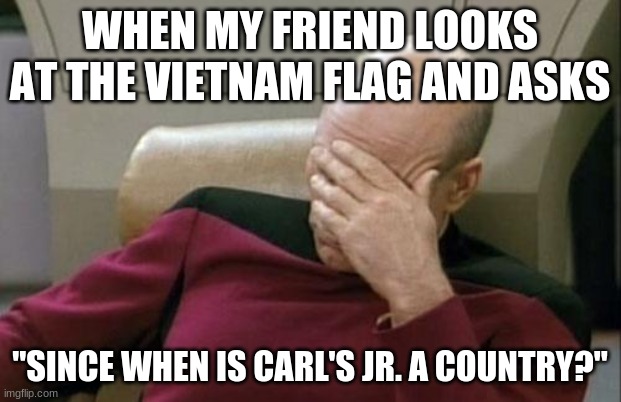 WHEN MY FRIEND LOOKS
AT THE VIETNAM FLAG AND ASKS
"SINCE WHEN IS CARL'S JR. A COUNTRY?"
imgflip.com